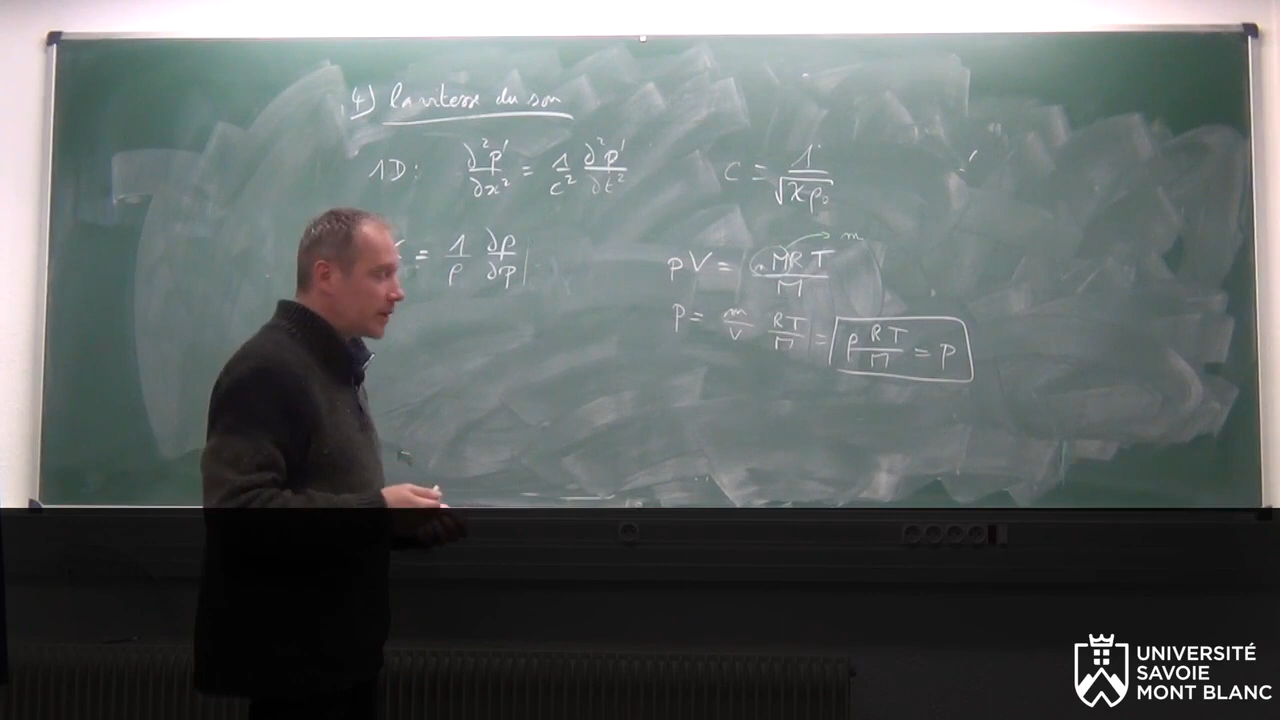 4) La vitesse du son
1D: ∂²p'/∂x² = 1/c² ∂²p'/∂t²
C = 1/√(χρ₀)
= 1/ρ ∂ρ/∂p|
pV = nMRT/M → m
P = m/V RT/M = ρRT/M = P
UNIVERSITÉ
SAVOIE
MONT BLANC